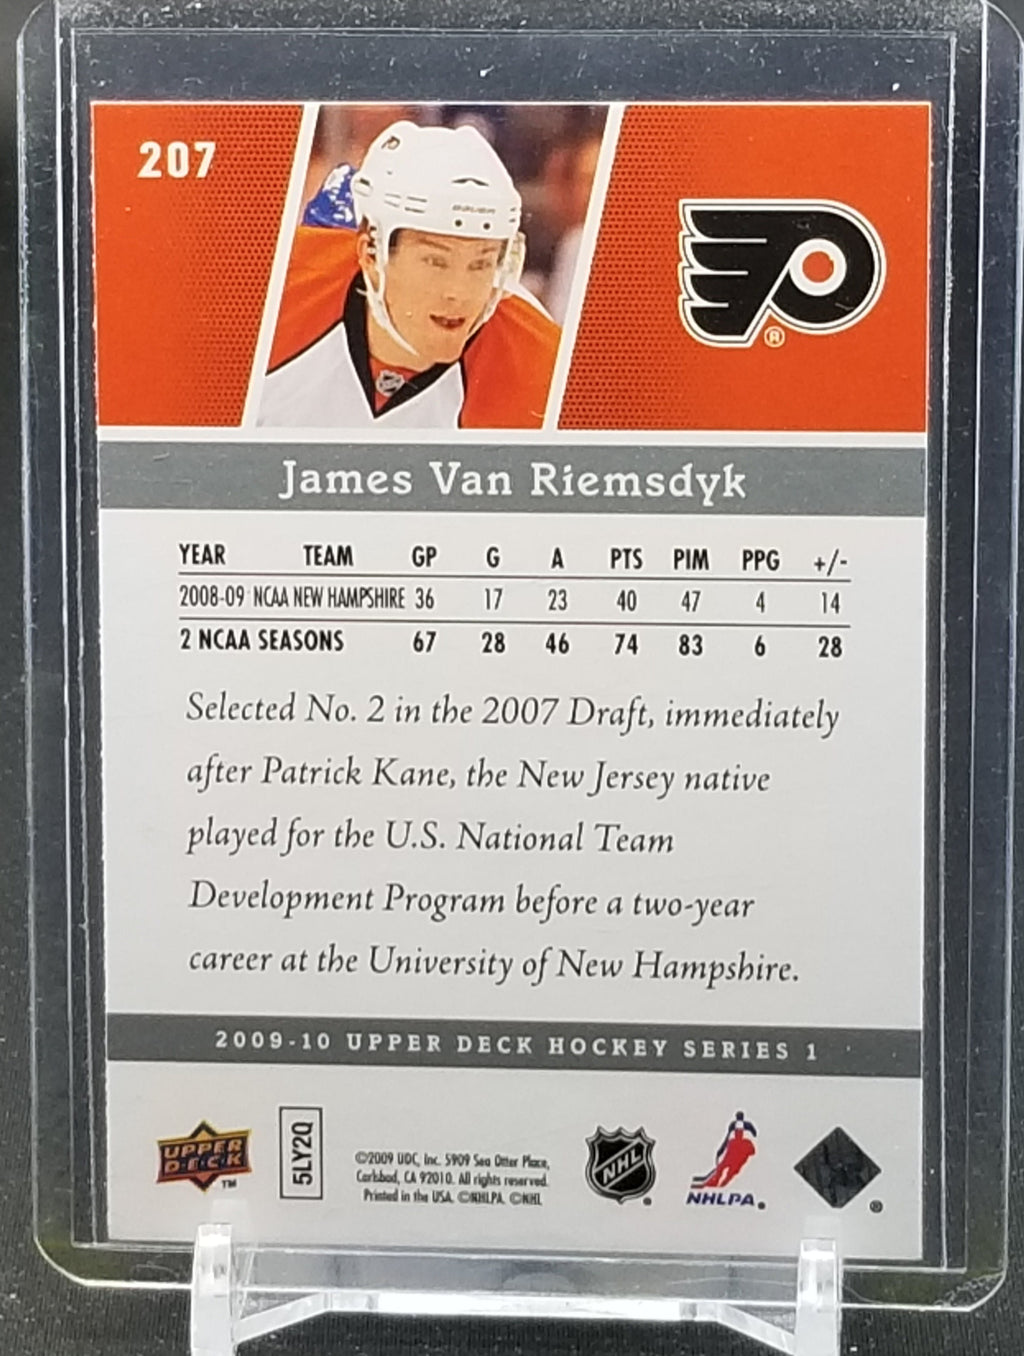 207
BAUER
®
James Van Riemsdyk
YEAR TEAM GP G A PTS PIM PPG +/-
2008-09 NCAA NEW HAMPSHIRE 36 17 23 40 47 4 14
2 NCAA SEASONS 67 28 46 74 83 6 28
Selected No. 2 in the 2007 Draft, immediately
after Patrick Kane, the New Jersey native
played for the U.S. National Team
Development Program before a two-year
career at the University of New Hampshire.
2009-10 UPPER DECK HOCKEY SERIES 1
UPPER
DECK
TM
5LY2Q
©2009 UDC, Inc. 5909 Sea Otter Place,
Carlsbad, CA 92010. All rights reserved.
Printed in the USA. ©NHLPA. ©NHL
NHL
®
NHLPA®
®